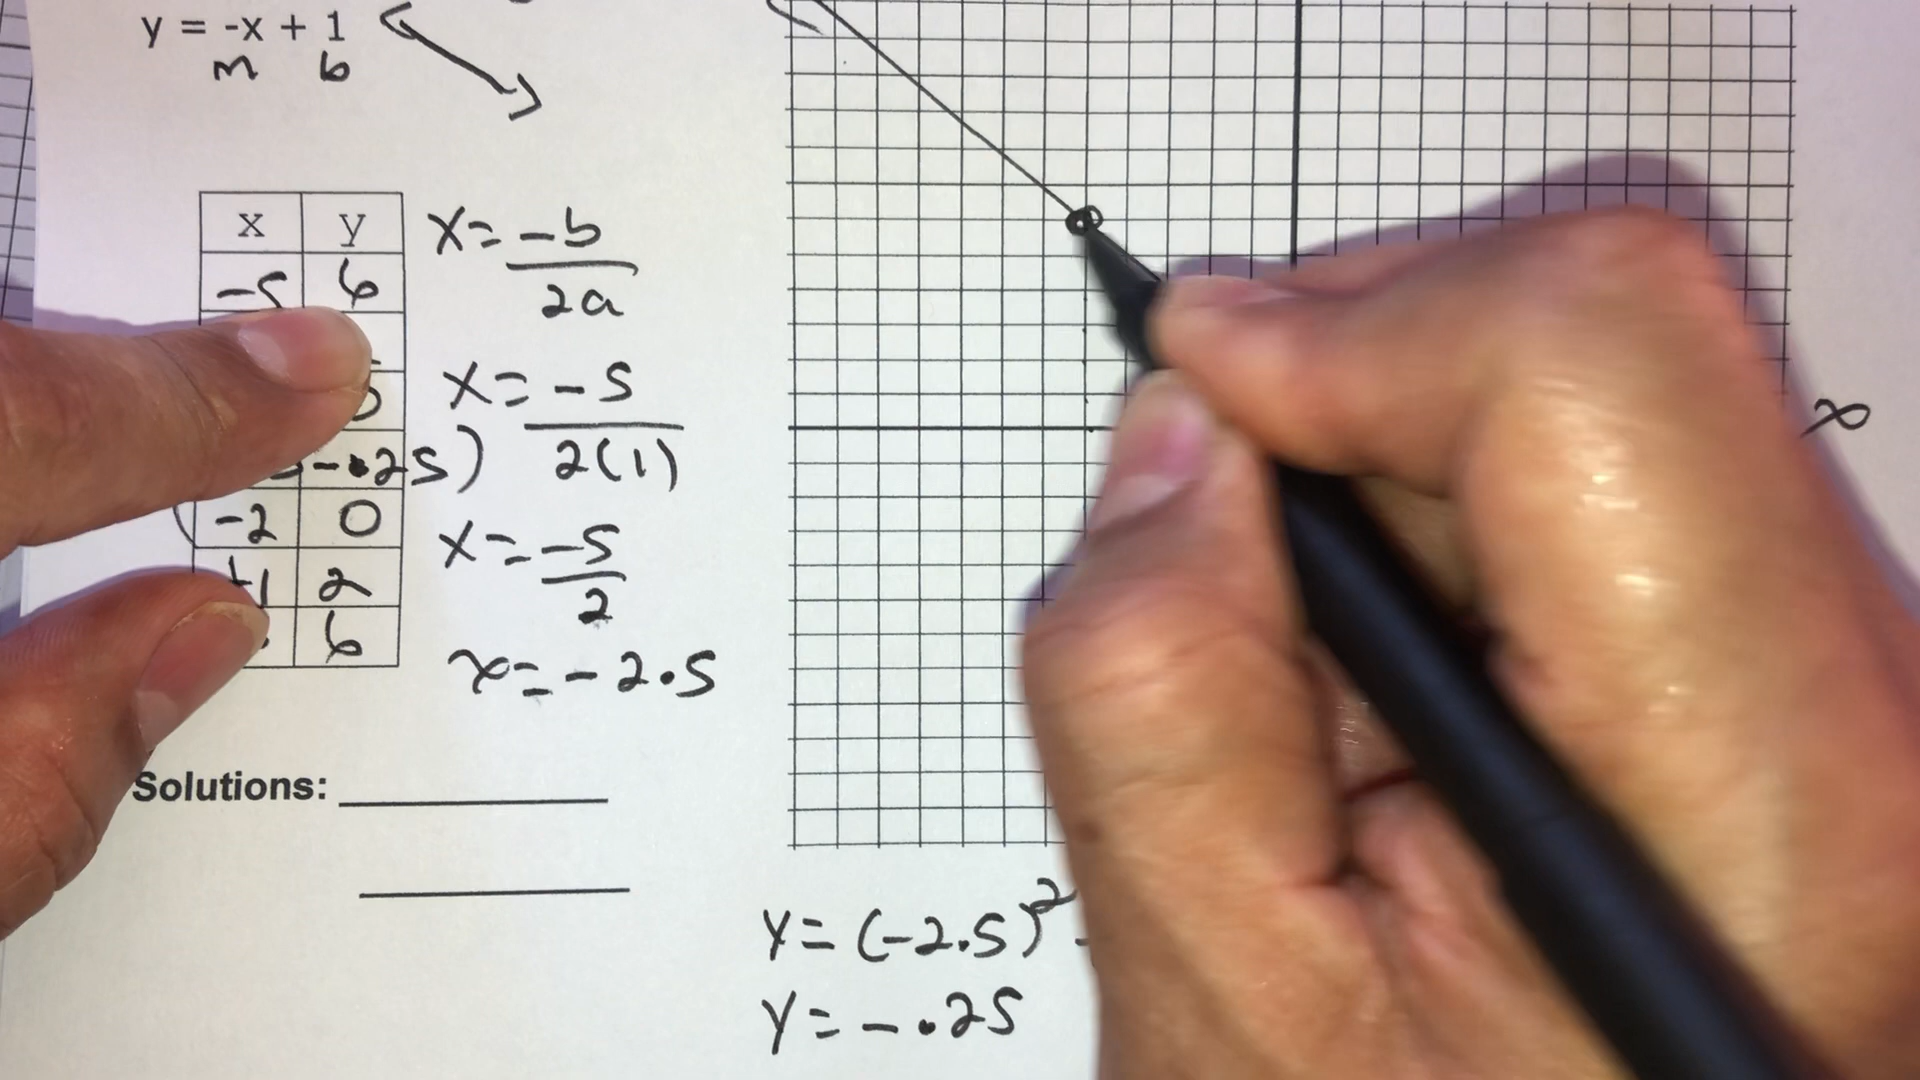 y = -x + 1
m b
x y
-5 6
-.25)
(-2 0
+1 2
6
x = -b
2a
x = -5
2(1)
x = -5
2
x = -2.5
Solutions:
x
y = (-2.5)² -
y = -.25